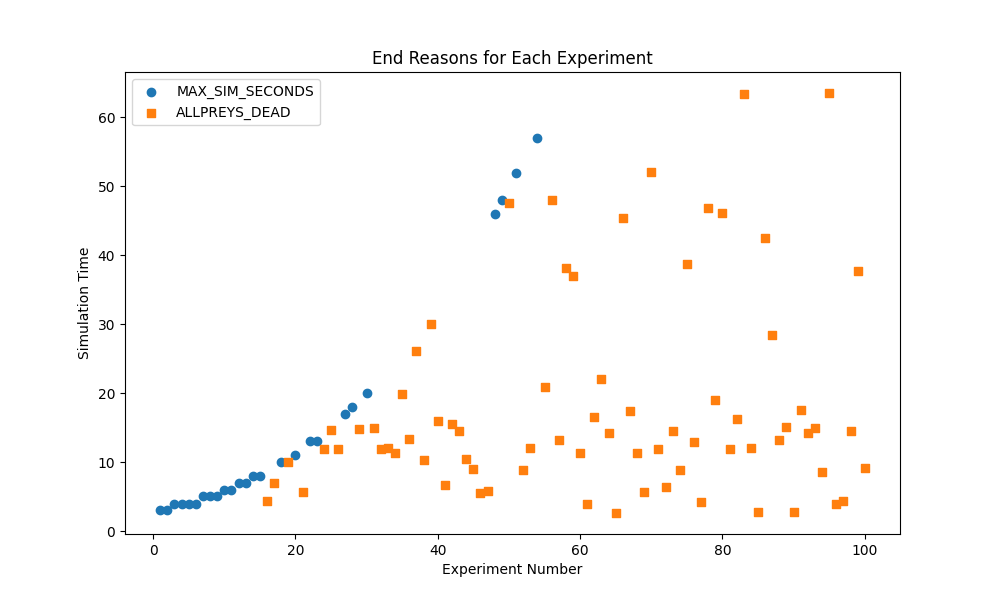 End Reasons for Each Experiment
MAX_SIM_SECONDS
ALLPREYS_DEAD
Simulation Time
60
50
40
30
20
10
0
0 20 40 60 80 100
Experiment Number